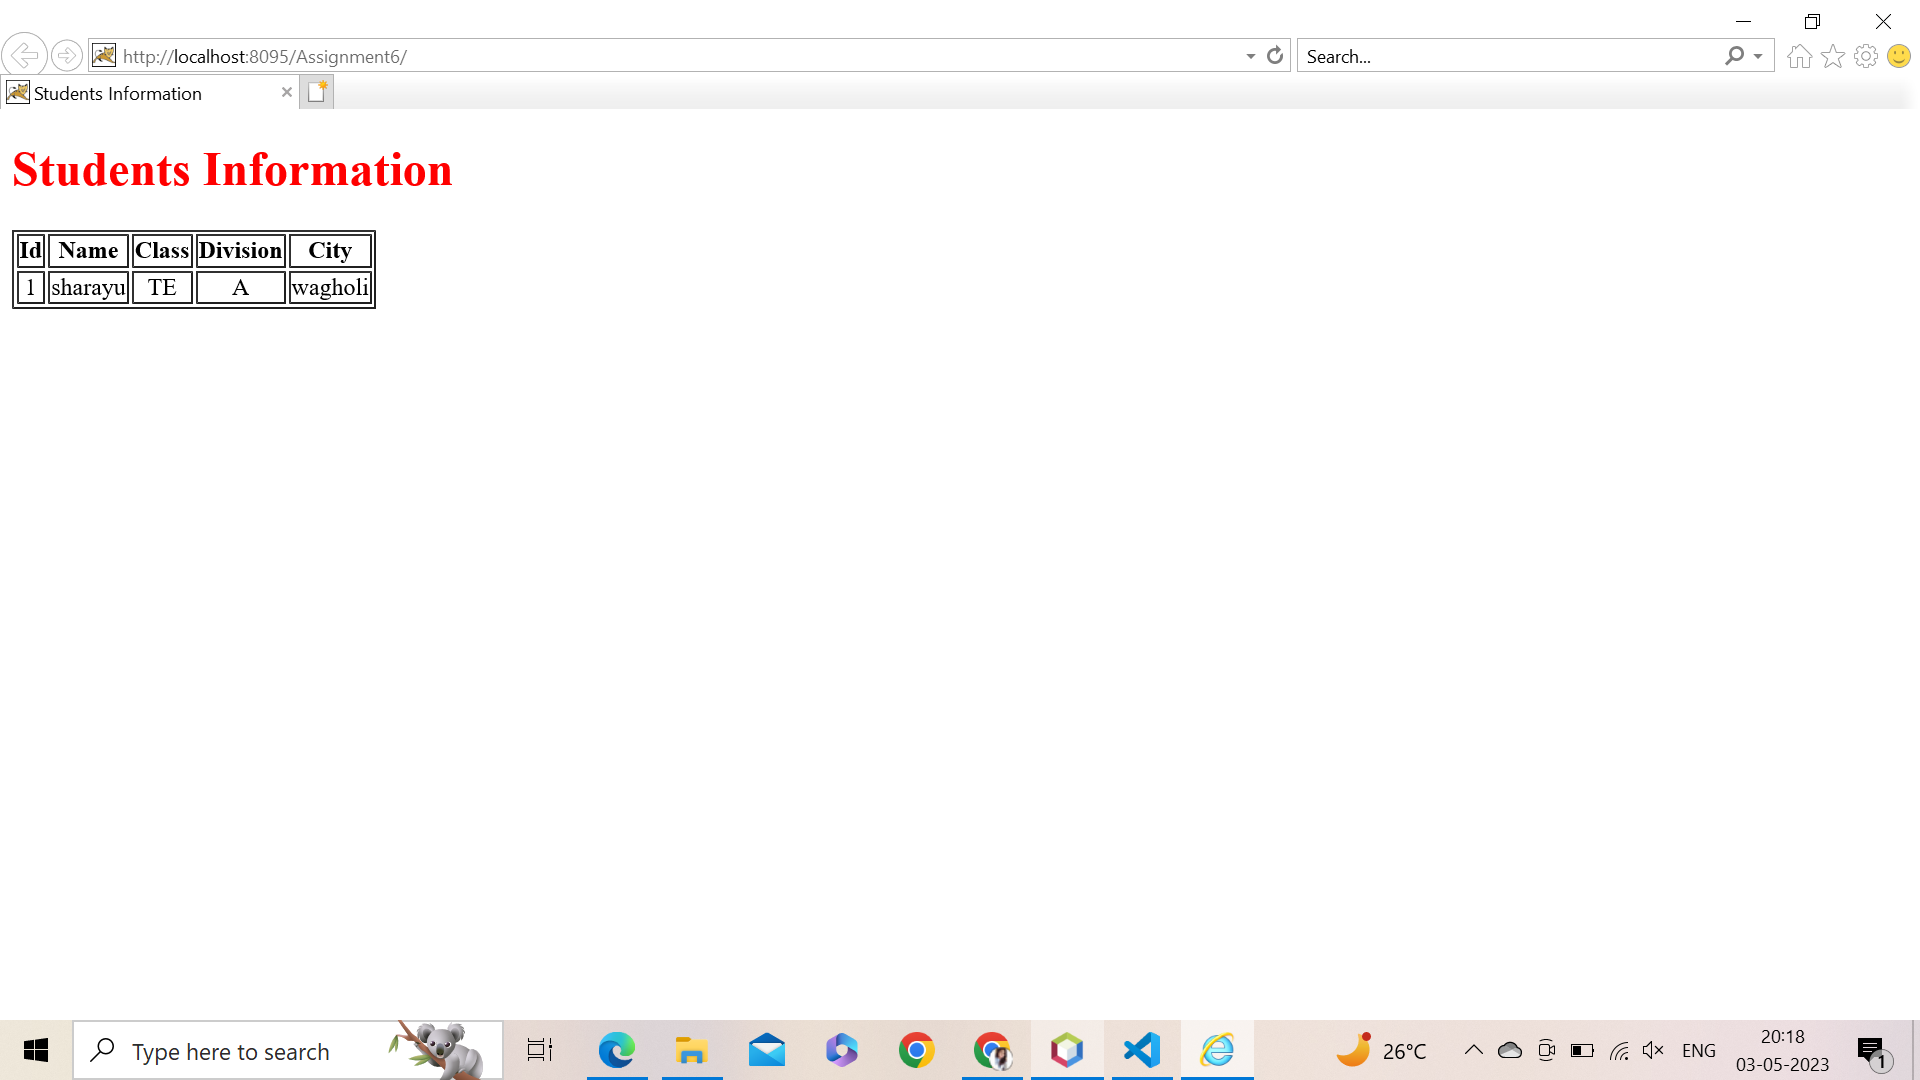 http://localhost:8095/Assignment6/
Search...
Students Information
Students Information
Id Name Class Division City
1 sharayu TE A wagholi
Type here to search
26°C
ENG
20:18
03-05-2023
1